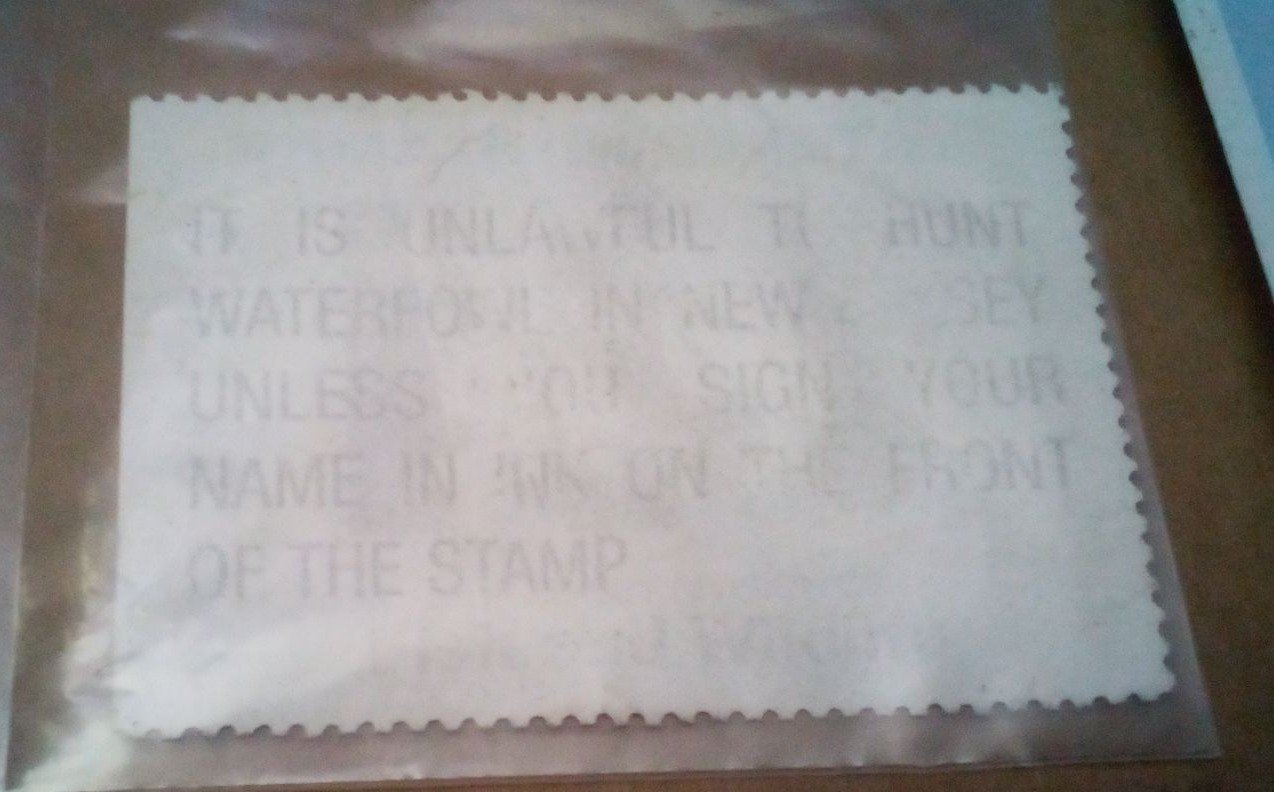 IT IS UNLAWFUL TO HUNT
WATERFOWL IN NEW JERSEY
UNLESS YOU SIGN YOUR
NAME IN INK ON THE FRONT
OF THE STAMP